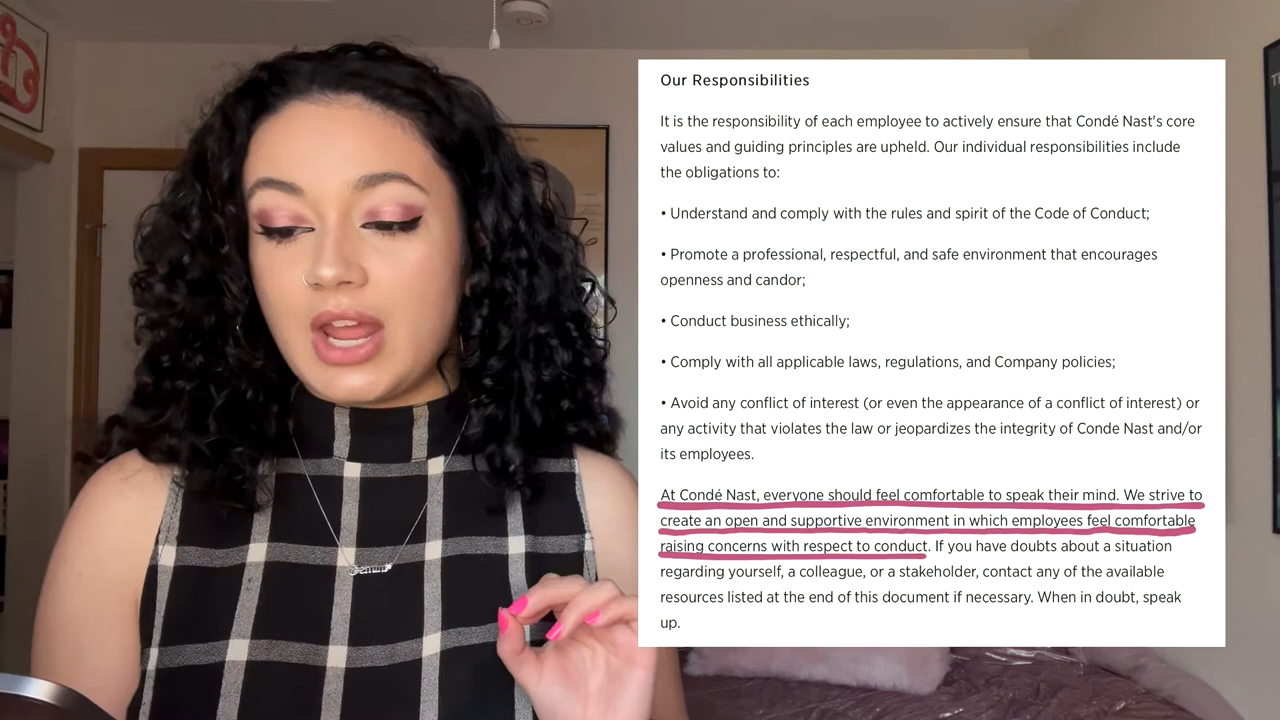 Our Responsibilities
It is the responsibility of each employee to actively ensure that Condé Nast's core
values and guiding principles are upheld. Our individual responsibilities include
the obligations to:
• Understand and comply with the rules and spirit of the Code of Conduct;
• Promote a professional, respectful, and safe environment that encourages
openness and candor;
• Conduct business ethically;
• Comply with all applicable laws, regulations, and Company policies;
• Avoid any conflict of interest (or even the appearance of a conflict of interest) or
any activity that violates the law or jeopardizes the integrity of Conde Nast and/or
its employees.
At Condé Nast, everyone should feel comfortable to speak their mind. We strive to
create an open and supportive environment in which employees feel comfortable
raising concerns with respect to conduct. If you have doubts about a situation
regarding yourself, a colleague, or a stakeholder, contact any of the available
resources listed at the end of this document if necessary. When in doubt, speak
up.